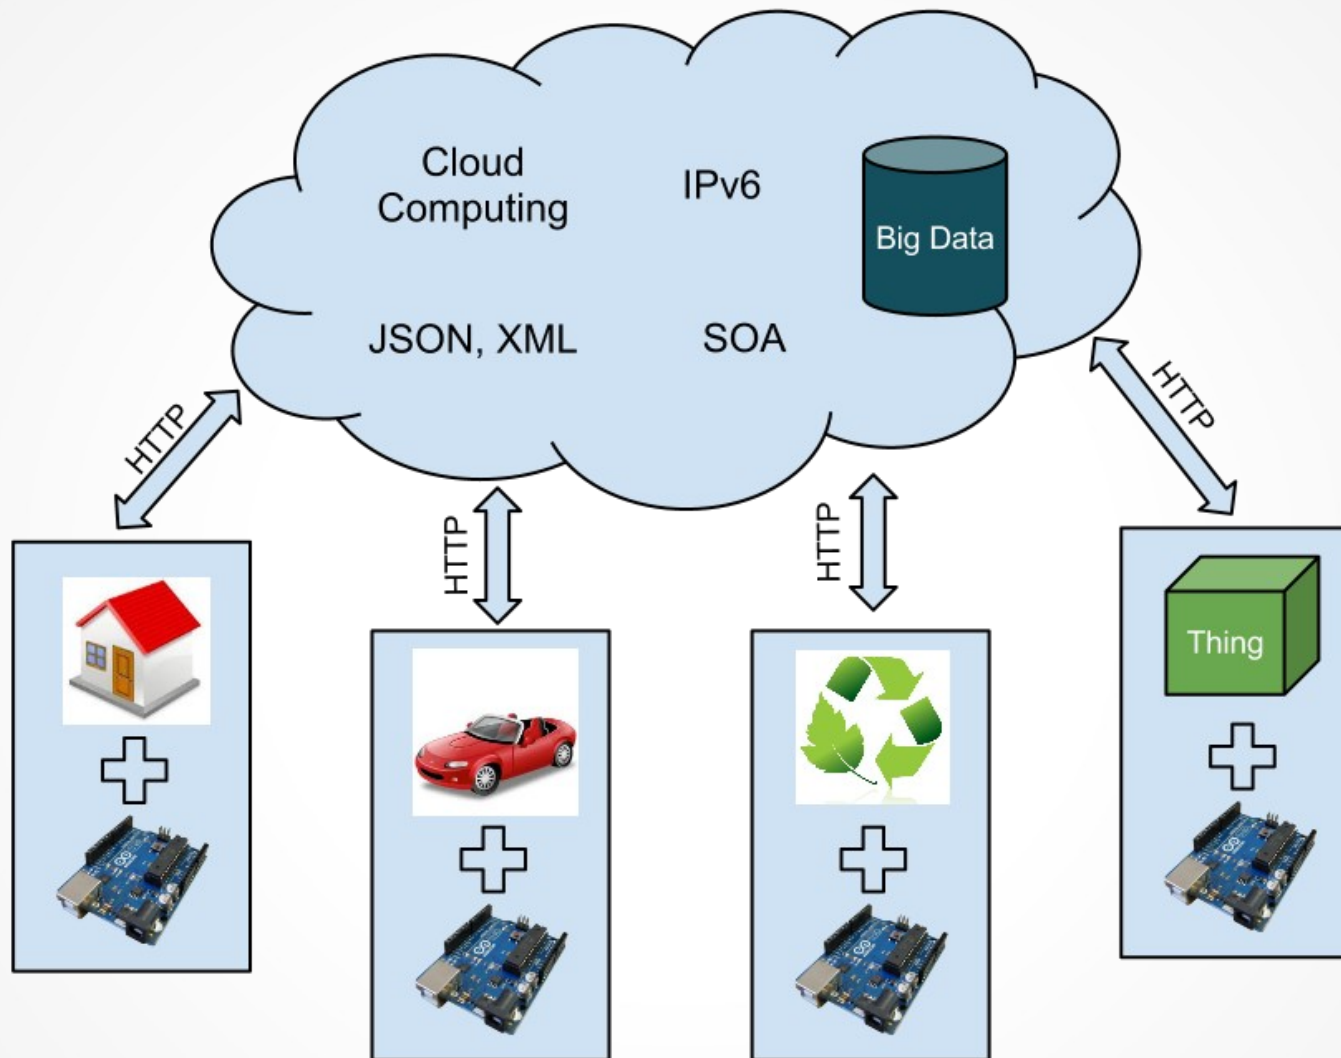 Cloud
Computing
IPv6
Big Data
JSON, XML
SOA
HTTP
HTTP
HTTP
HTTP
Thing